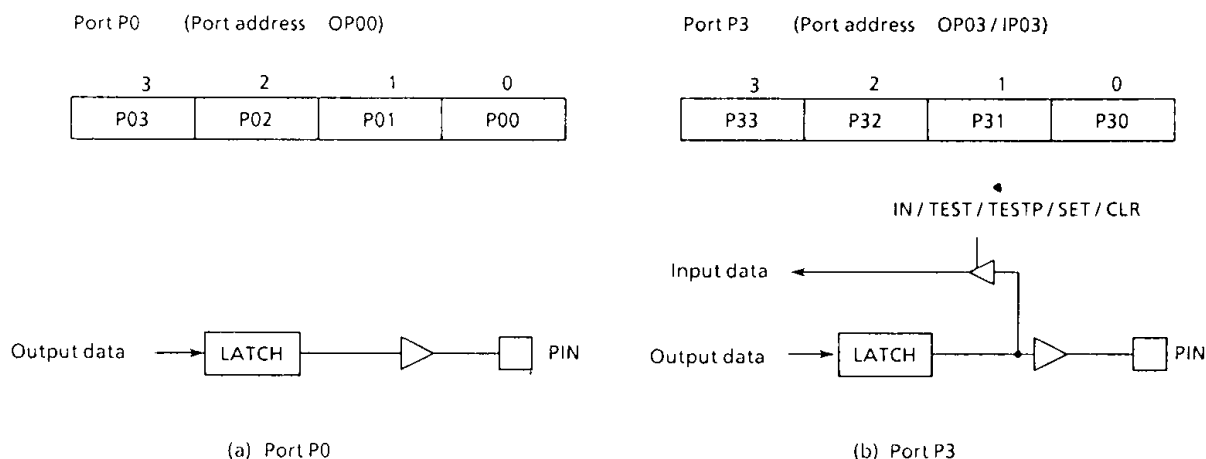 Port P0 (Port address OP00)
3 2 1 0
P03 P02 P01 P00
Output data LATCH PIN
(a) Port P0
Port P3 (Port address OP03 / IP03)
3 2 1 0
P33 P32 P31 P30
IN / TEST / TESTP / SET / CLR
Input data
Output data LATCH PIN
(b) Port P3